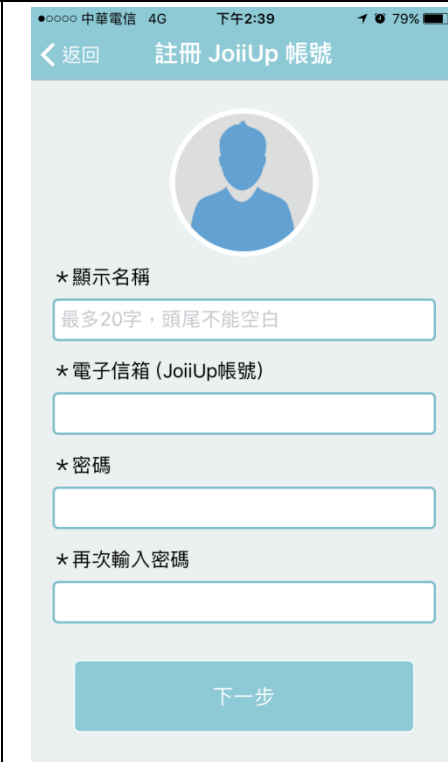 ●○○○○ 中華電信 4G 下午2:39 79%
返回 註冊 JoiiUp 帳號
*顯示名稱
最多20字，頭尾不能空白
*電子信箱 (JoiiUp帳號)
*密碼
*再次輸入密碼
下一步